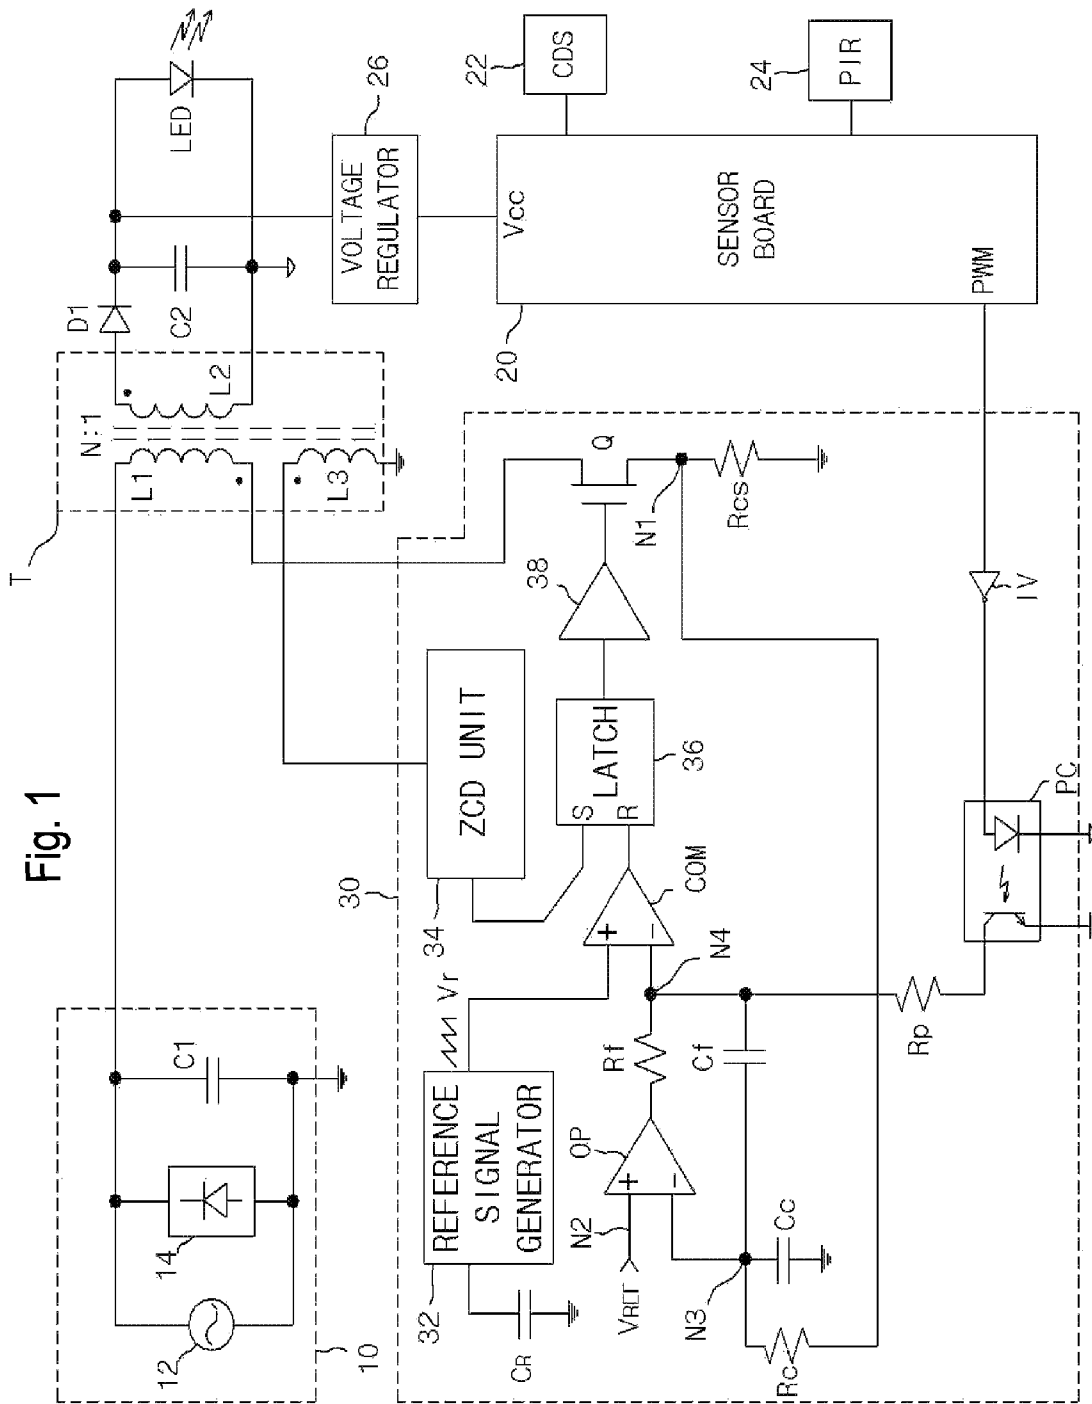 Fig. 1
T
N:1
L1
L2
L3
D1
C2
LED
VOLTAGE
REGULATOR
26
10
12
14
C1
20
Vcc
SENSOR
BOARD
PWM
22
CDS
24
PIR
30
32
REFERENCE
SIGNAL
GENERATOR
Vr
CR
34
ZCD UNIT
S
R
LATCH
36
38
Q
N1
Rcs
COM
+
-
N4
OP
+
-
N2
VREF
Rf
Cf
N3
Cc
Rc
Rp
PC
IV